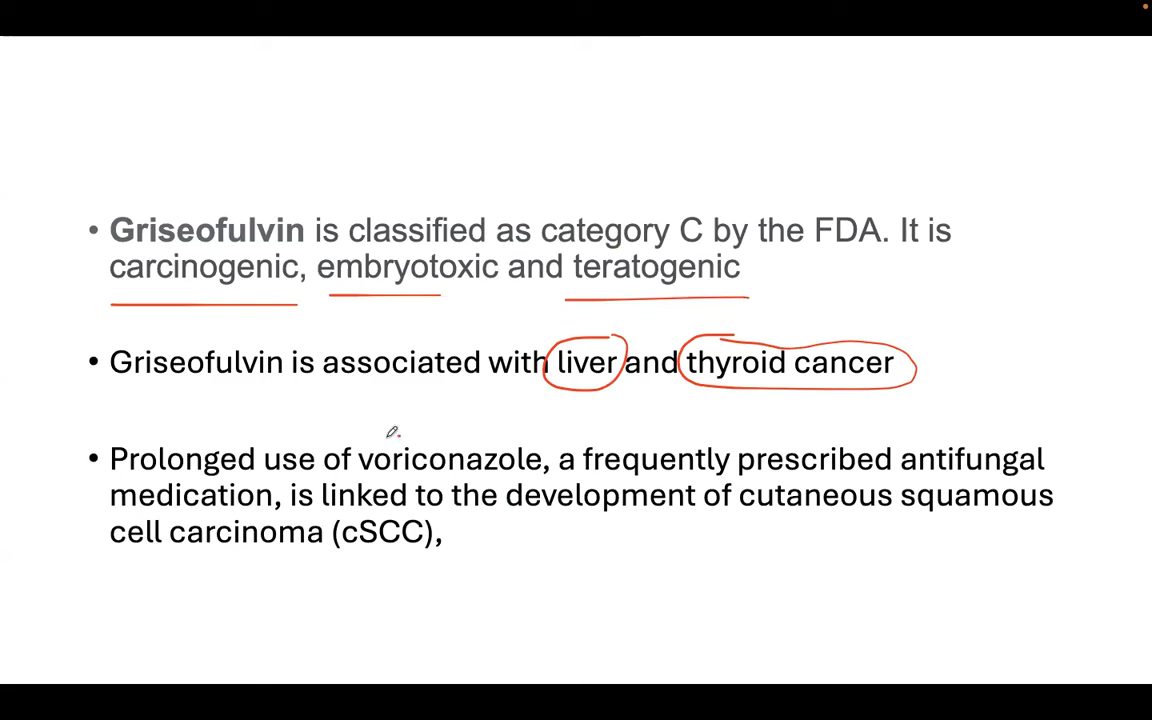 • Griseofulvin is classified as category C by the FDA. It is
carcinogenic, embryotoxic and teratogenic
• Griseofulvin is associated with liver and thyroid cancer
• Prolonged use of voriconazole, a frequently prescribed antifungal
medication, is linked to the development of cutaneous squamous
cell carcinoma (cSCC),